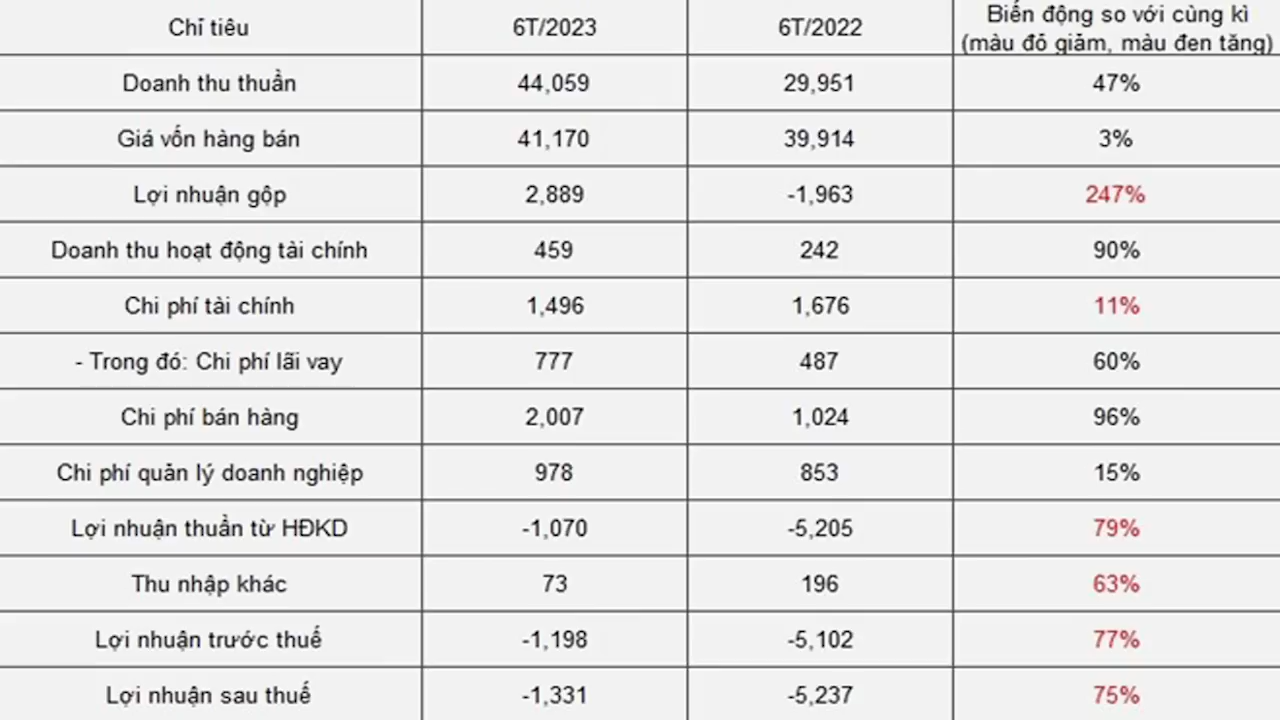 Chỉ tiêu 6T/2023 6T/2022 Biến động so với cùng kì
(màu đỏ giảm, màu đen tăng)
Doanh thu thuần 44,059 29,951 47%
Giá vốn hàng bán 41,170 39,914 3%
Lợi nhuận gộp 2,889 -1,963 247%
Doanh thu hoạt động tài chính 459 242 90%
Chi phí tài chính 1,496 1,676 11%
- Trong đó: Chi phí lãi vay 777 487 60%
Chi phí bán hàng 2,007 1,024 96%
Chi phí quản lý doanh nghiệp 978 853 15%
Lợi nhuận thuần từ HĐKD -1,070 -5,205 79%
Thu nhập khác 73 196 63%
Lợi nhuận trước thuế -1,198 -5,102 77%
Lợi nhuận sau thuế -1,331 -5,237 75%